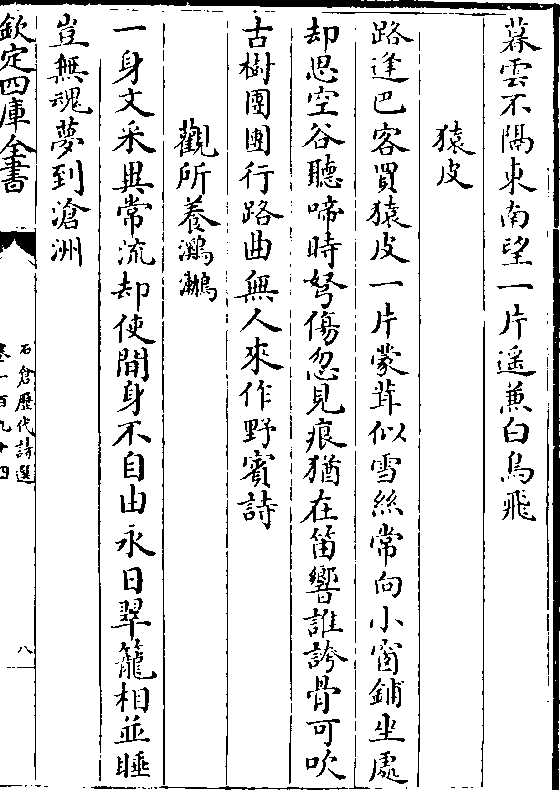 暮雲不隔東南望一片遥兼白鳥飛
猿皮
路逢巴客買猿皮一片蒙茸似雪絲常向小窗鋪坐處
却思空谷聽啼時弩傷忽見痕猶在笛響誰誇骨可吹
古樹團團行路曲無人來作野賓詩
觀所養㶉鶒
一身文采異常流却使閒身不自由永日翠籠相並睡
豈無魂夢到滄洲
欽定四庫全書
石倉歷代詩選
卷一百九十四
八